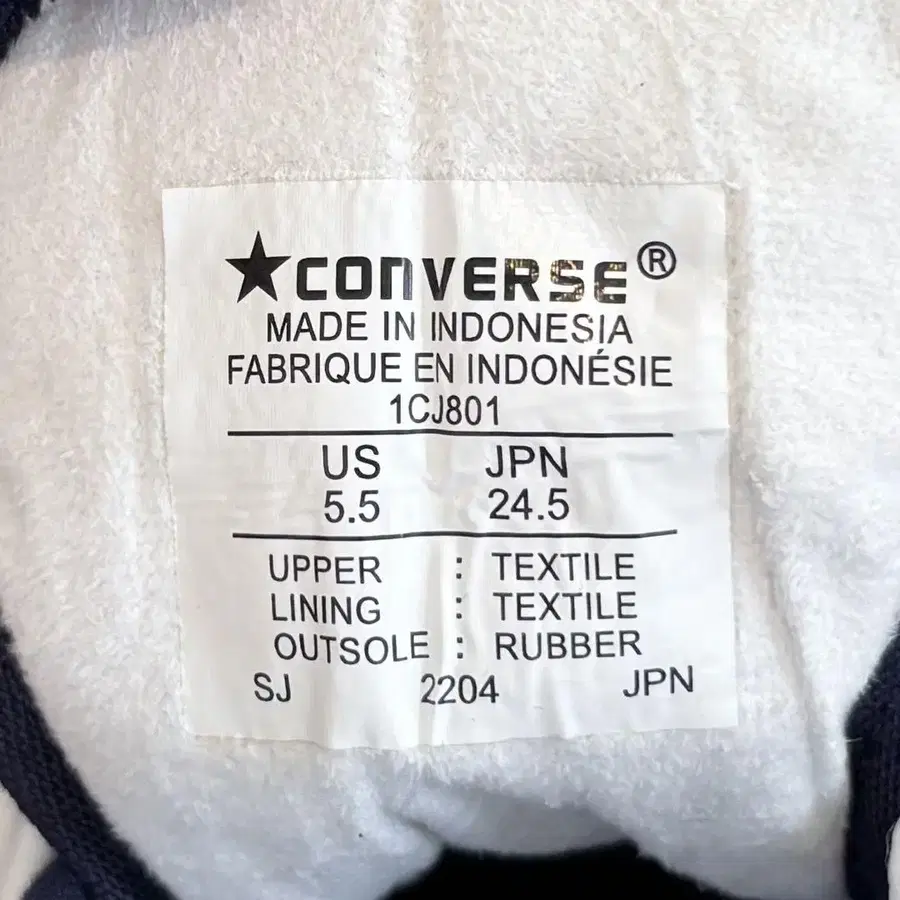 ★CONVERSE®
MADE IN INDONESIA
FABRIQUE EN INDONÉSIE
1CJ801
US JPN
5.5 24.5
UPPER : TEXTILE
LINING : TEXTILE
OUTSOLE : RUBBER
SJ 2204 JPN